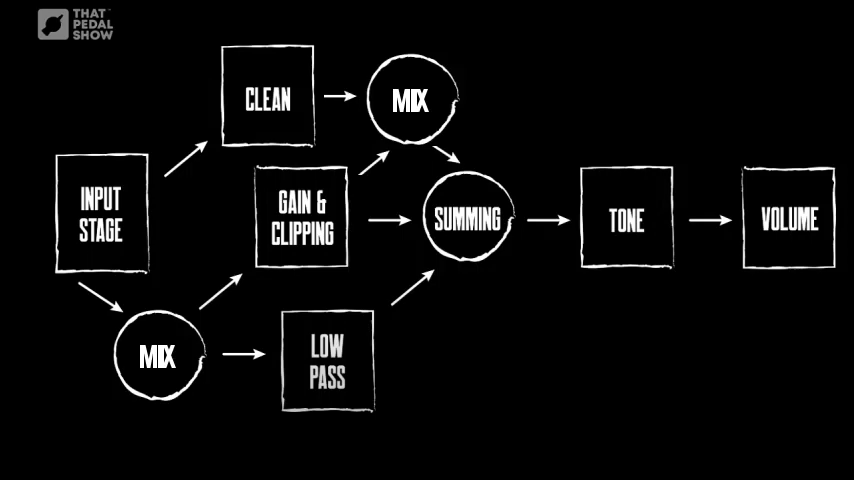 THAT
PEDAL
SHOW
CLEAN
MIX
INPUT
STAGE
GAIN &
CLIPPING
SUMMING
TONE
VOLUME
MIX
LOW
PASS